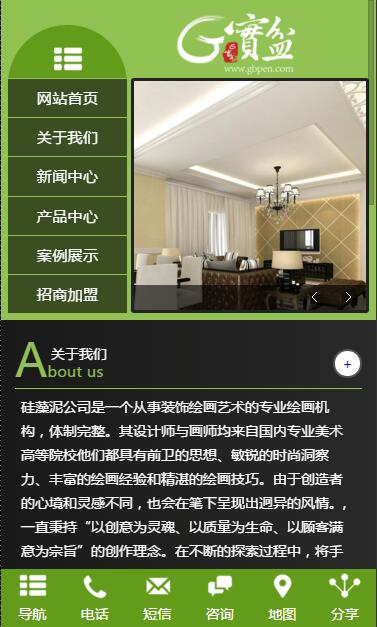 G寶盆
www.gbpen.com
网站首页
关于我们
新闻中心
产品中心
案例展示
招商加盟
关于我们
About us
+
硅藻泥公司是一个从事装饰绘画艺术的专业绘画机
构，体制完整。其设计师与画师均来自国内专业美术
高等院校他们都具有前卫的思想、敏锐的时尚洞察
力、丰富的绘画经验和精湛的绘画技巧。由于创造者
的心境和灵感不同，也会在笔下呈现出迥异的风情。,
一直秉持“以创意为灵魂、以质量为生命、以顾客满
意为宗旨”的创作理念。在不断的探索过程中，将手
导航
电话
短信
咨询
地图
分享